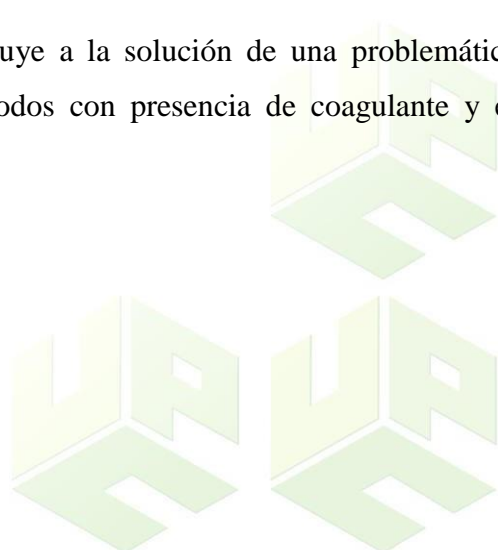 uye a la solución de una problemátic
odos con presencia de coagulante y